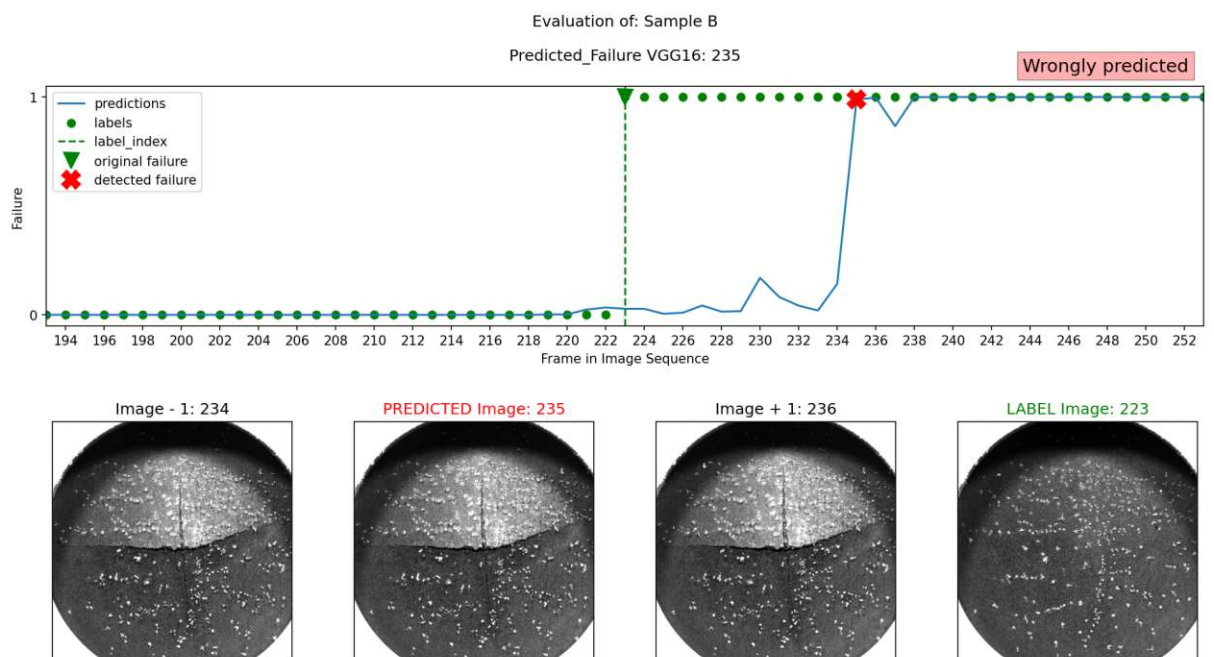 Evaluation of: Sample B
Predicted_Failure VGG16: 235
Wrongly predicted
predictions
labels
label_index
original failure
detected failure
Failure
1
0
194 196 198 200 202 204 206 208 210 212 214 216 218 220 222 224 226 228 230 232 234 236 238 240 242 244 246 248 250 252
Frame in Image Sequence
Image - 1: 234
PREDICTED Image: 235
Image + 1: 236
LABEL Image: 223